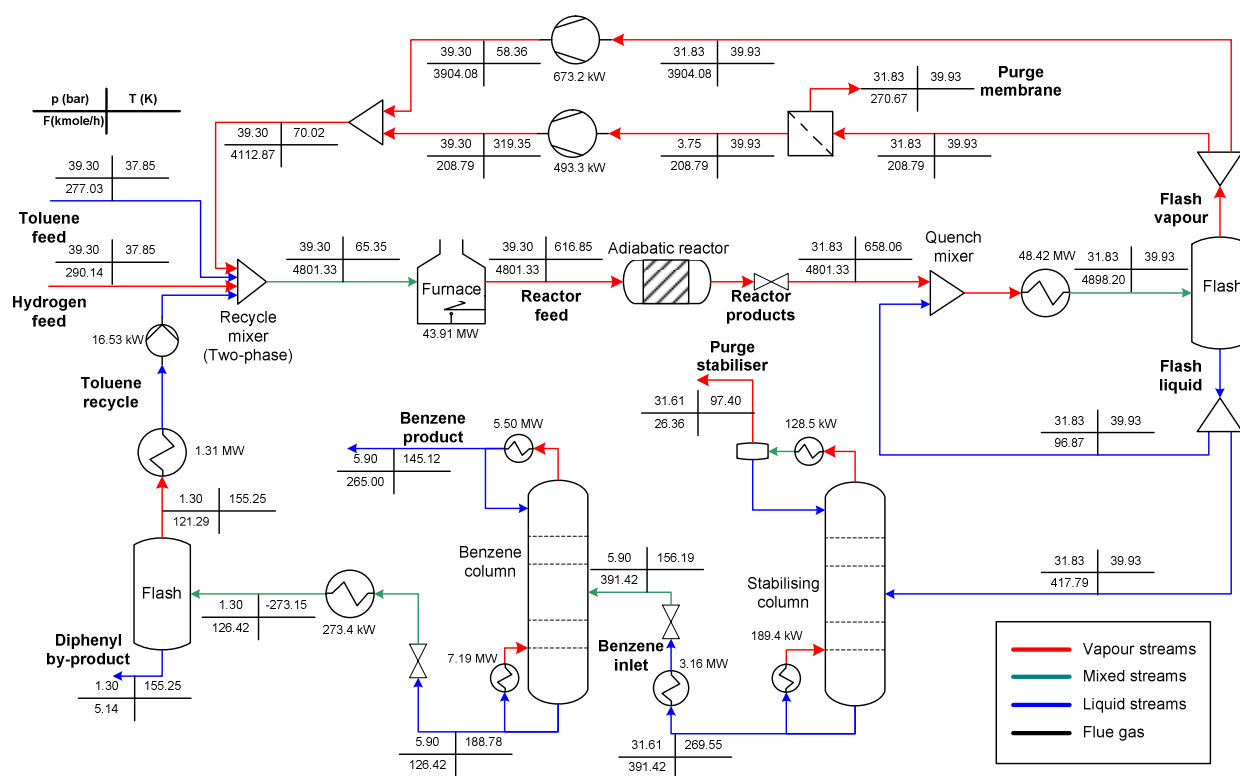 39.30 58.36
3904.08
673.2 kW
31.83 39.93
3904.08
31.83 39.93
270.67
Purge
membrane
p (bar) T (K)
F(kmole/h)
39.30 70.02
4112.87
39.30 319.35
208.79
493.3 kW
3.75 39.93
208.79
31.83 39.93
208.79
39.30 37.85
277.03
Toluene
feed
39.30 37.85
290.14
Hydrogen
feed
Recycle
mixer
(Two-phase)
39.30 65.35
4801.33
Furnace
43.91 MW
39.30 616.85
4801.33
Reactor
feed
Adiabatic reactor
Reactor
products
31.83 658.06
4801.33
Quench
mixer
48.42 MW
31.83 39.93
4898.20
Flash
vapour
Flash
Flash
liquid
16.53 kW
Toluene
recycle
1.31 MW
1.30 155.25
121.29
Flash
Diphenyl
by-product
1.30 155.25
5.14
1.30 -273.15
126.42
273.4 kW
Benzene
product
5.90 145.12
265.00
5.50 MW
Benzene
column
7.19 MW
5.90 188.78
126.42
Purge
stabiliser
31.61 97.40
26.36
128.5 kW
5.90 156.19
391.42
Benzene
inlet
3.16 MW
Stabilising
column
189.4 kW
31.61 269.55
391.42
31.83 39.93
96.87
31.83 39.93
417.79
Vapour streams
Mixed streams
Liquid streams
Flue gas